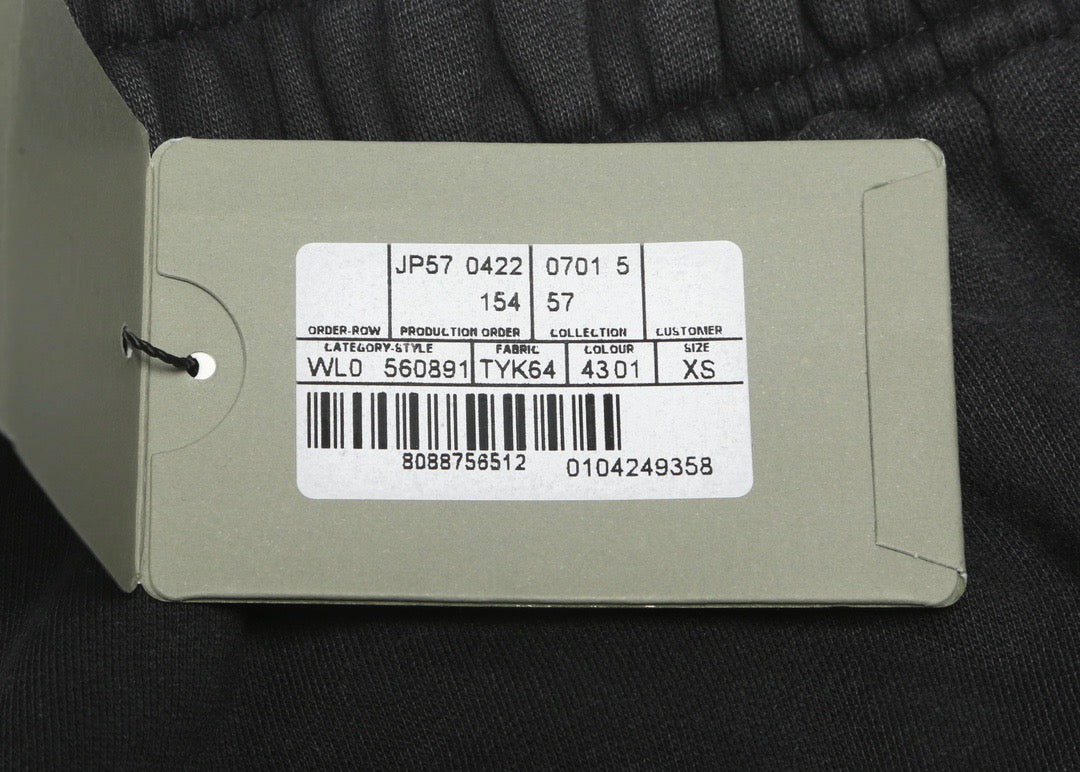 JP57 0422 0701 5
154 57
ORDER-ROW PRODUCTION ORDER COLLECTION CUSTOMER
CATEGORY-STYLE FABRIC COLOUR SIZE
WL0 560891 TYK64 4301 XS
8088756512 0104249358